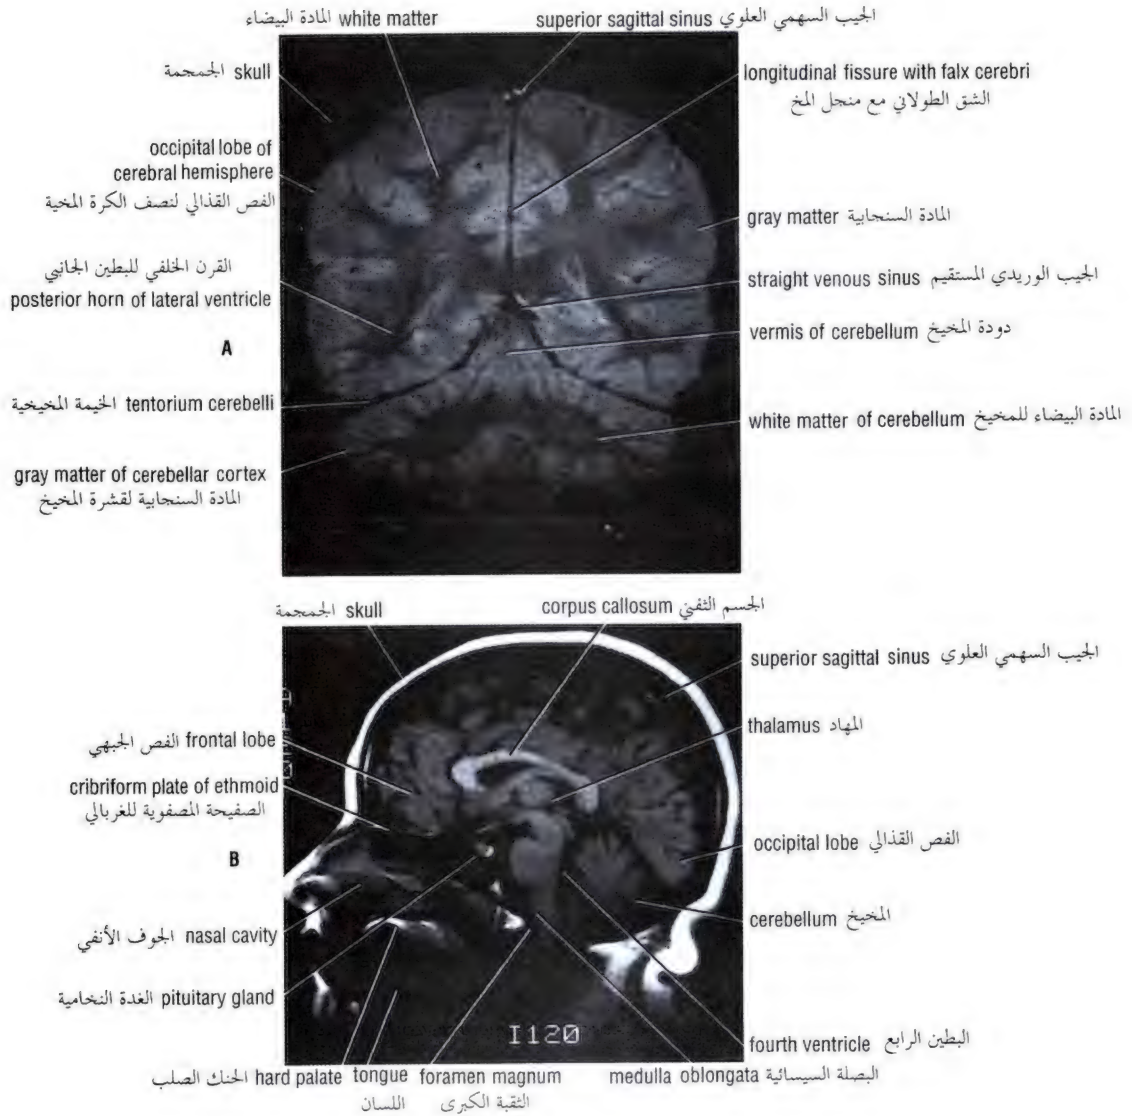 المادة البيضاء white matter
superior sagittal sinus الجيب السهمي العلوي
الجمجمة skull
longitudinal fissure with falx cerebri
الشق الطولاني مع منجل المخ
occipital lobe of
cerebral hemisphere
الفص القذالي لنصف الكرة المخية
gray matter المادة السنجابية
القرن الخلفي للبطين الجانبي
posterior horn of lateral ventricle
straight venous sinus الجيب الوريدي المستقيم
vermis of cerebellum دودة المخيخ
A
الخيمة المخيخية tentorium cerebelli
white matter of cerebellum المادة البيضاء للمخيخ
gray matter of cerebellar cortex
المادة السنجابية لقشرة المخيخ
الجمجمة skull
corpus callosum الجسم الثفني
superior sagittal sinus الجيب السهمي العلوي
thalamus المهاد
الفص الجبهي frontal lobe
cribriform plate of ethmoid
الصفيحة المصفوية للغربالي
occipital lobe الفص القذالي
B
cerebellum المخيخ
الجوف الأنفي nasal cavity
الغدة النخامية pituitary gland
I120
fourth ventricle البطين الرابع
الحنك الصلب hard palate
tongue
اللسان
foramen magnum
الثقبة الكبرى
medulla oblongata البصلة السيسائية